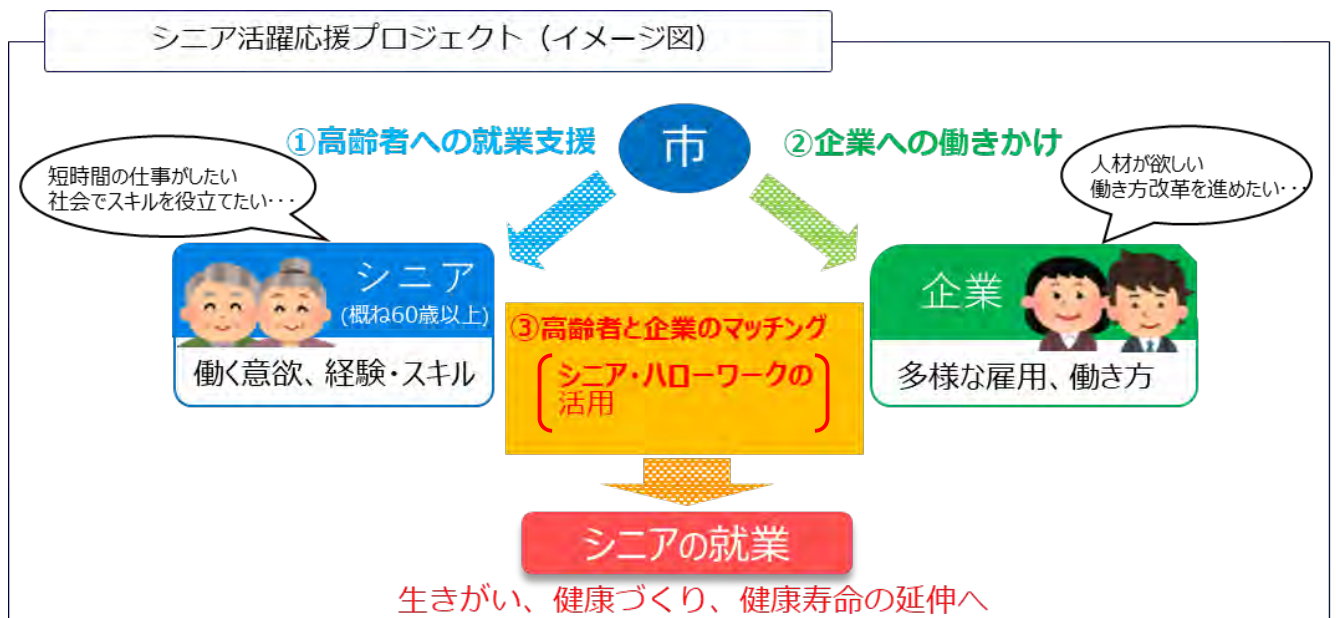 シニア活躍応援プロジェクト（イメージ図）
①高齢者への就業支援
市
②企業への働きかけ
短時間の仕事がしたい
社会でスキルを役立てたい･･･
人材が欲しい
働き方改革を進めたい･･･
シニア
(概ね60歳以上)
働く意欲、経験・スキル
企業
多様な雇用、働き方
③高齢者と企業のマッチング
シニア・ハローワークの
活用
シニアの就業
生きがい、健康づくり、健康寿命の延伸へ